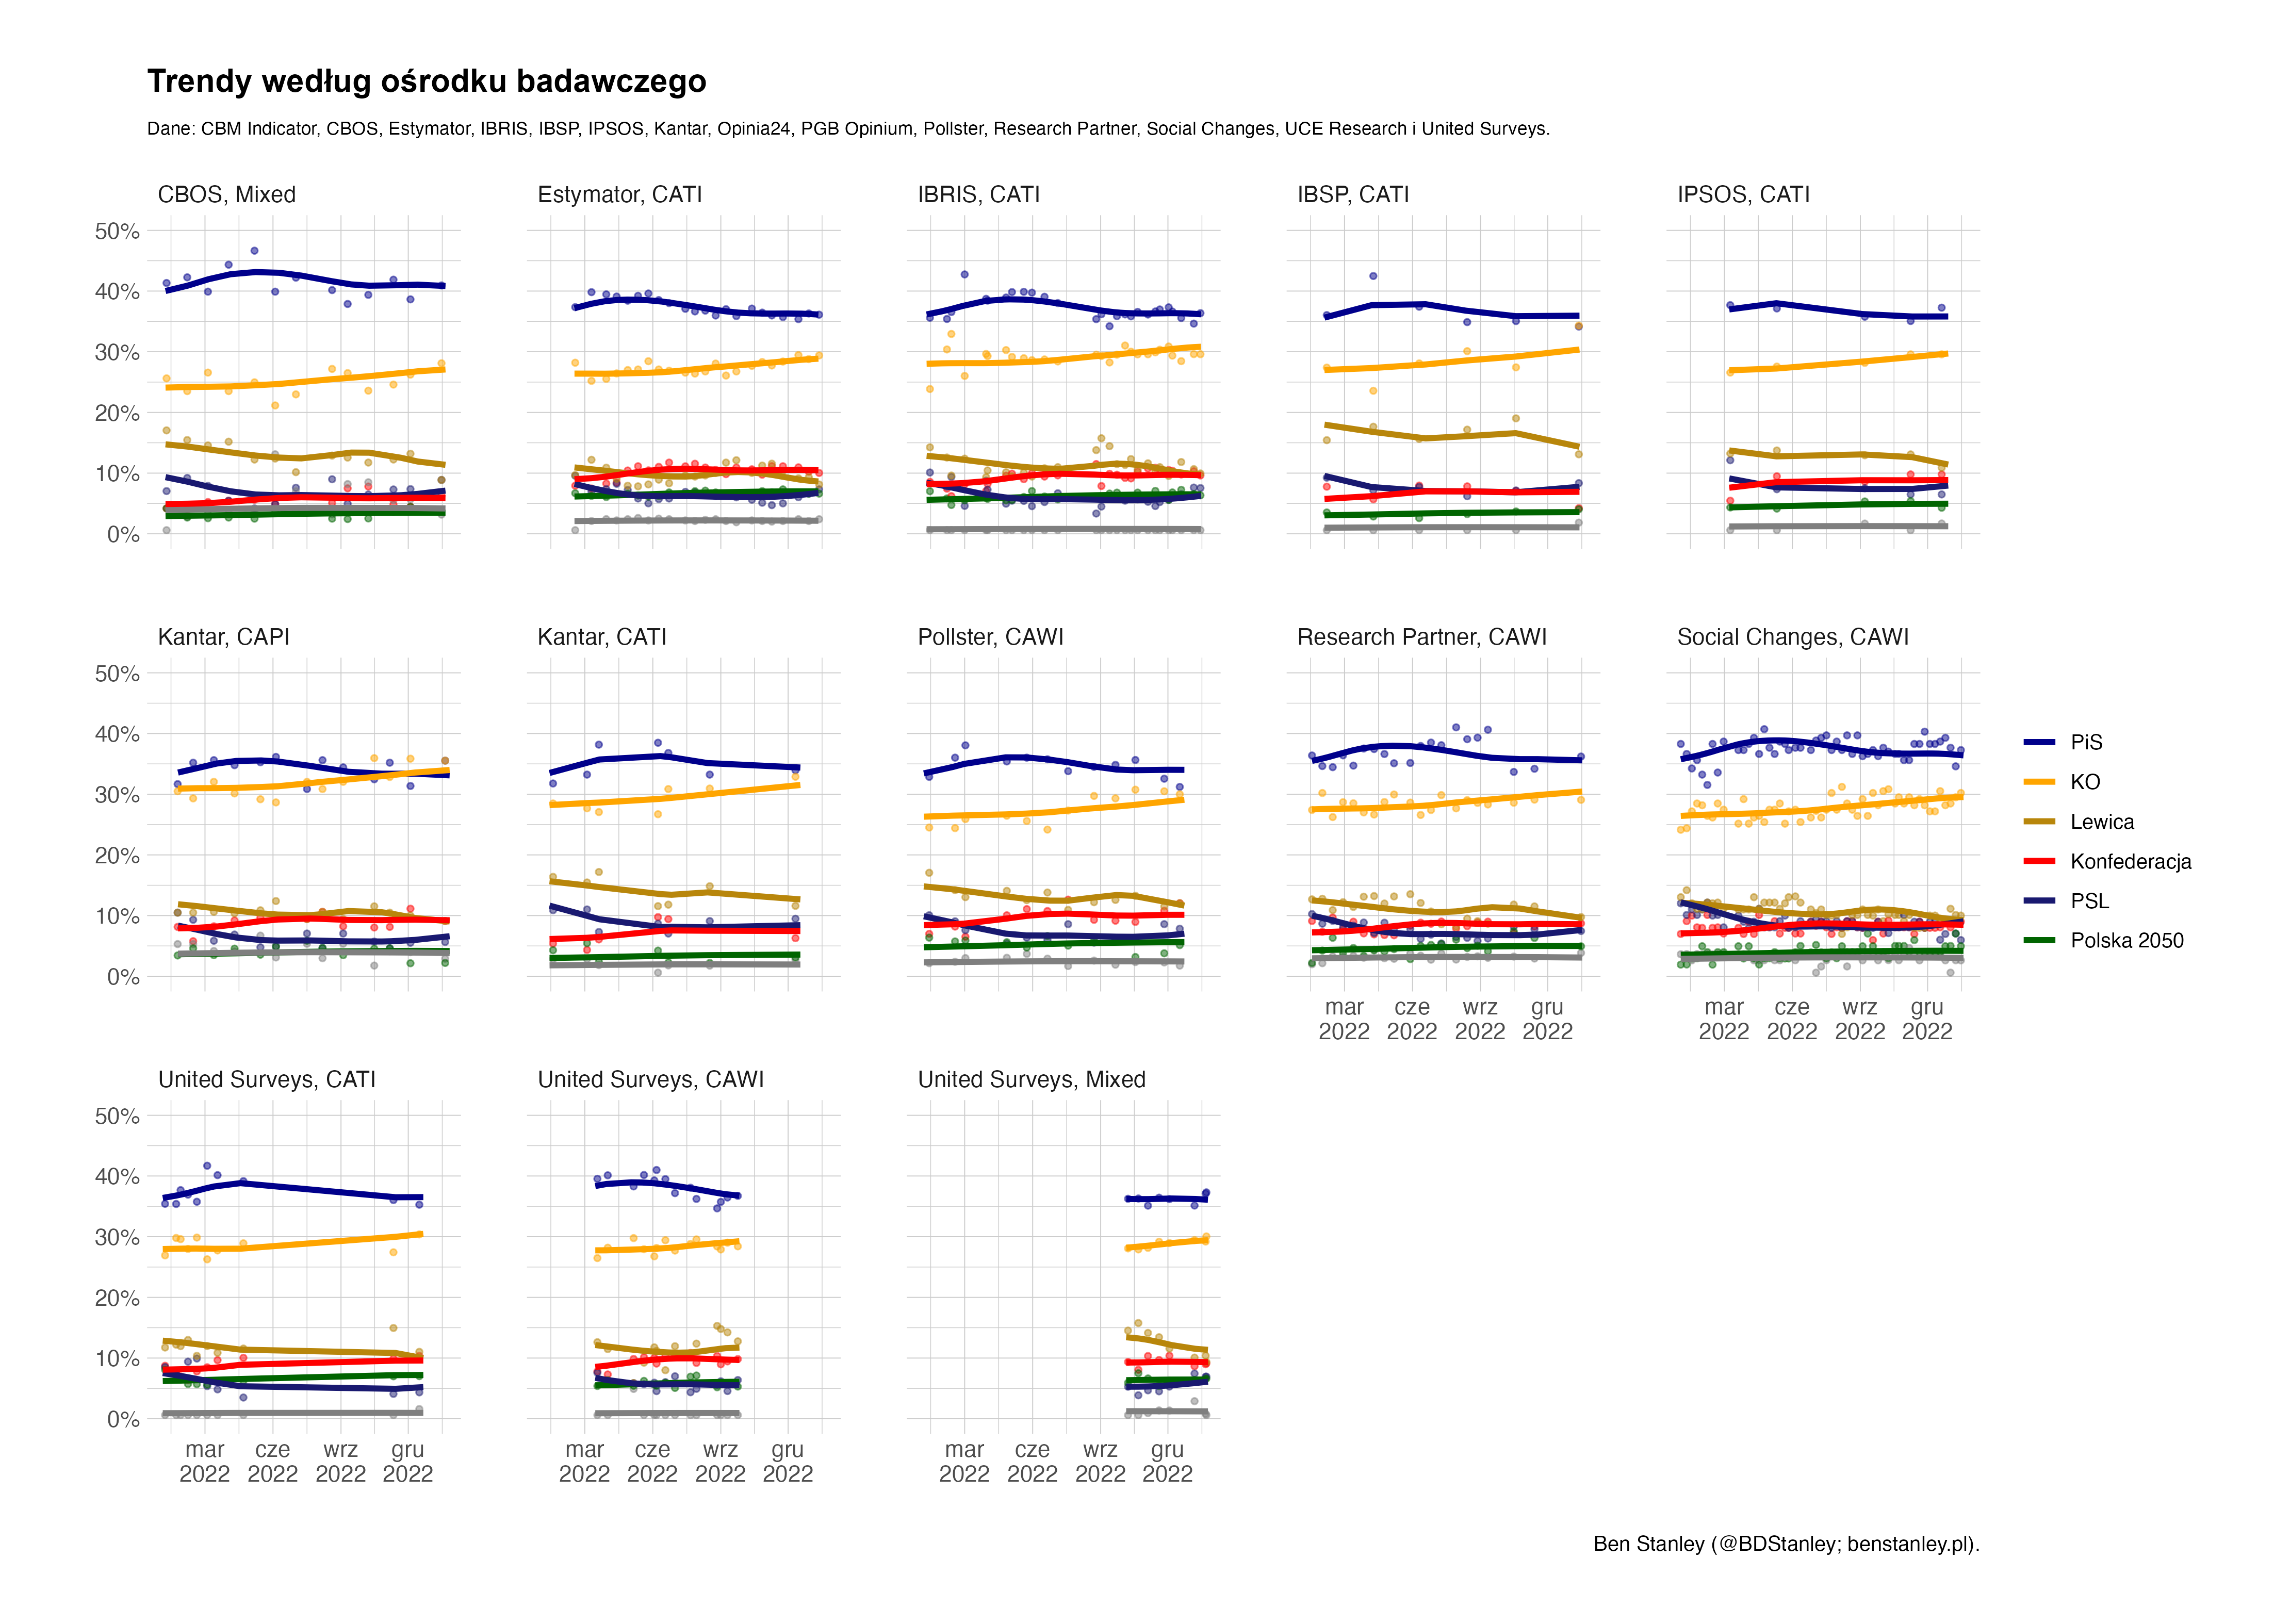 Trendy według ośrodku badawczego
Dane: CBM Indicator, CBOS, Estymator, IBRIS, IBSP, IPSOS, Kantar, Opinia24, PGB Opinium, Pollster, Research Partner, Social Changes, UCE Research i United Surveys.
CBOS, Mixed
Estymator, CATI
IBRIS, CATI
IBSP, CATI
IPSOS, CATI
50%
40%
30%
20%
10%
0%
Kantar, CAPI
Kantar, CATI
Pollster, CAWI
Research Partner, CAWI
Social Changes, CAWI
50%
40%
30%
20%
10%
0%
mar cze wrz gru
2022 2022 2022 2022
mar cze wrz gru
2022 2022 2022 2022
PiS
KO
Lewica
Konfederacja
PSL
Polska 2050
United Surveys, CATI
United Surveys, CAWI
United Surveys, Mixed
50%
40%
30%
20%
10%
0%
mar cze wrz gru
2022 2022 2022 2022
mar cze wrz gru
2022 2022 2022 2022
mar cze wrz gru
2022 2022 2022 2022
Ben Stanley (@BDStanley; benstanley.pl).